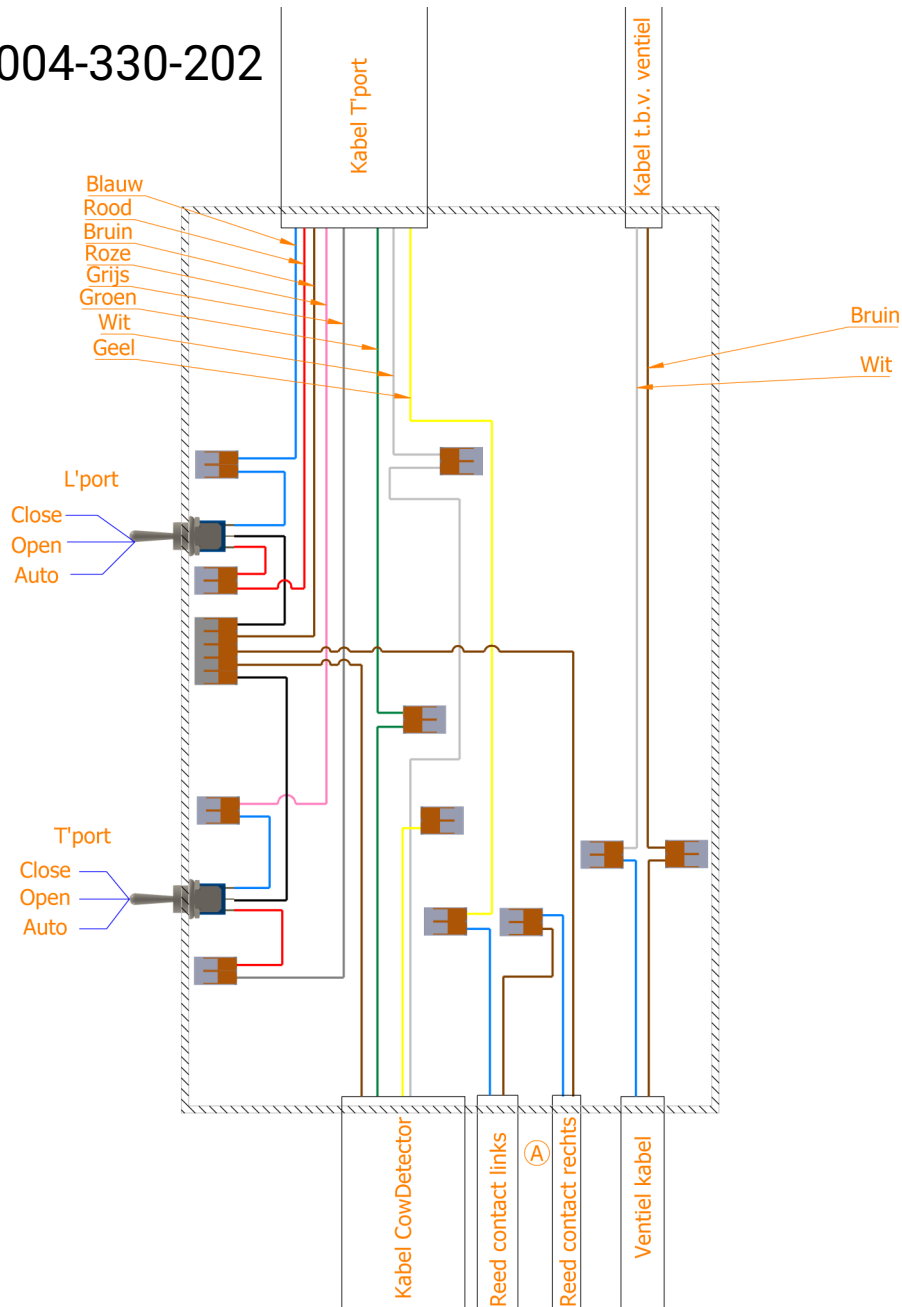 004-330-202
Kabel T'port
Kabel t.b.v. ventiel
Blauw
Rood
Bruin
Roze
Grijs
Groen
Wit
Geel
Bruin
Wit
L'port
Close
Open
Auto
T'port
Close
Open
Auto
Kabel CowDetector
Reed contact links
A
Reed contact rechts
Ventiel kabel